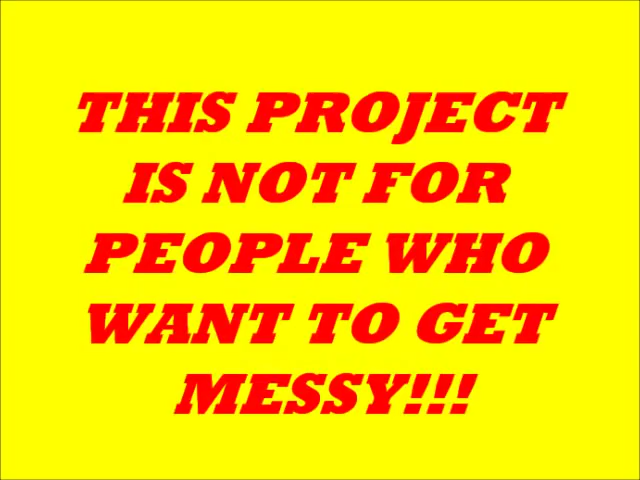 THIS PROJECT
IS NOT FOR
PEOPLE WHO
WANT TO GET
MESSY!!!